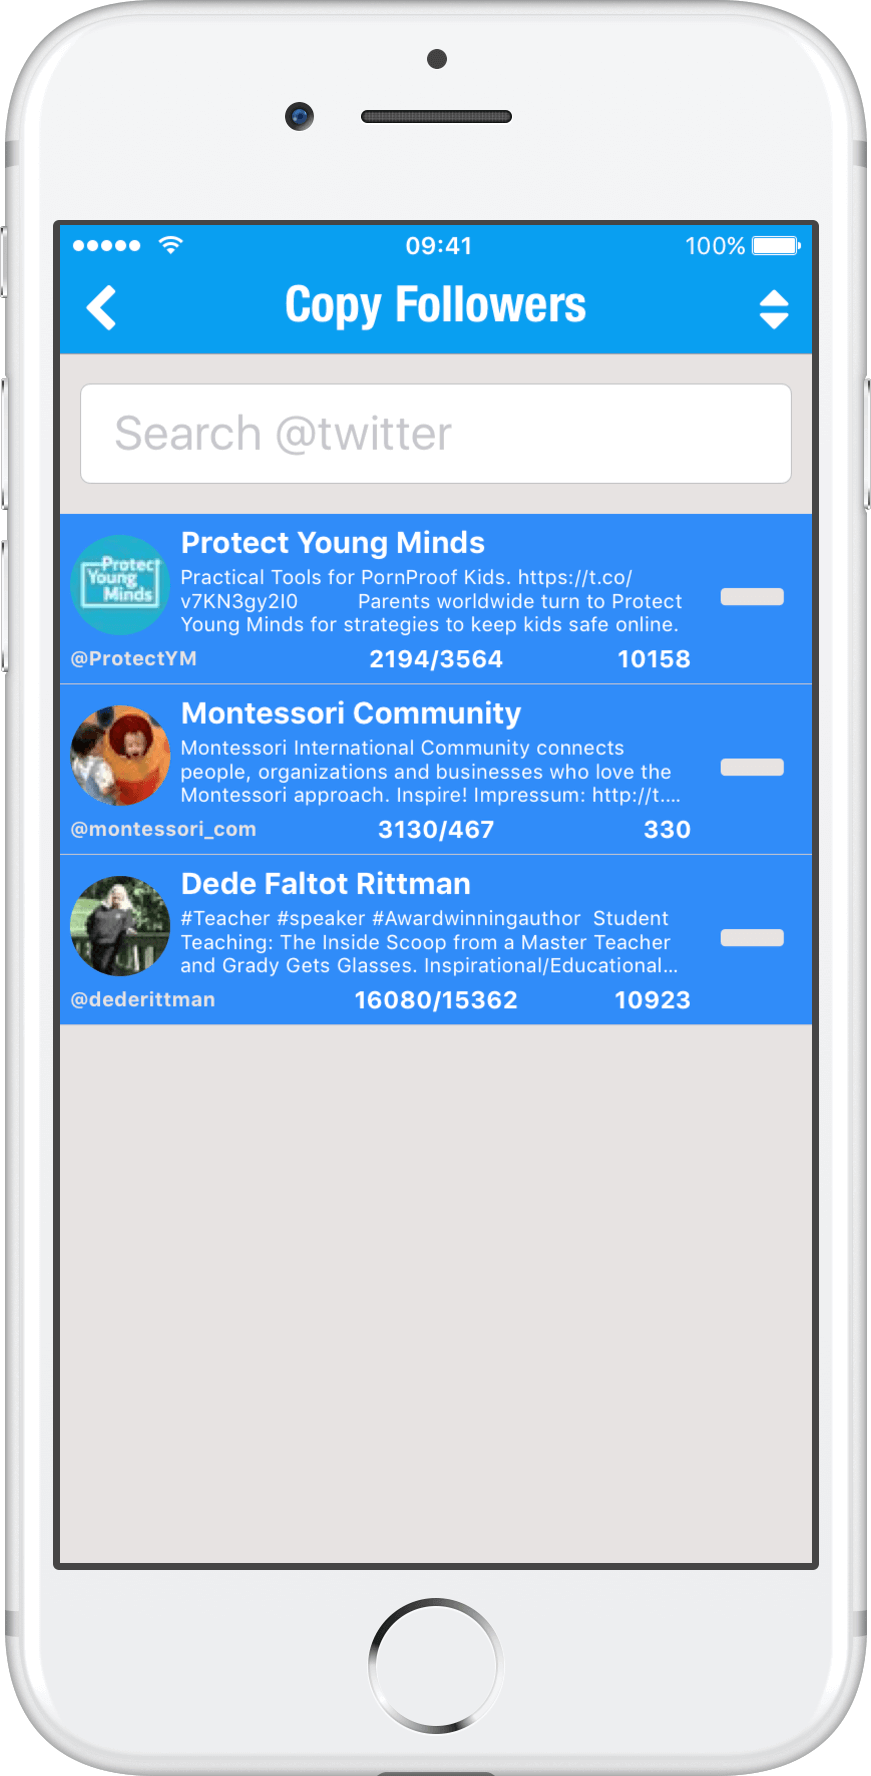 09:41
100%
Copy Followers
Search @twitter
Protect Young Minds
Protect
Young
Minds
Practical Tools for PornProof Kids. https://t.co/
v7KN3gy2I0 Parents worldwide turn to Protect
Young Minds for strategies to keep kids safe online.
@ProtectYM 2194/3564 10158
Montessori Community
Montessori International Community connects
people, organizations and businesses who love the
Montessori approach. Inspire! Impressum: http://t....
@montessori_com 3130/467 330
Dede Faltot Rittman
#Teacher #speaker #Awardwinningauthor Student
Teaching: The Inside Scoop from a Master Teacher
and Grady Gets Glasses. Inspirational/Educational...
@dederittman 16080/15362 10923